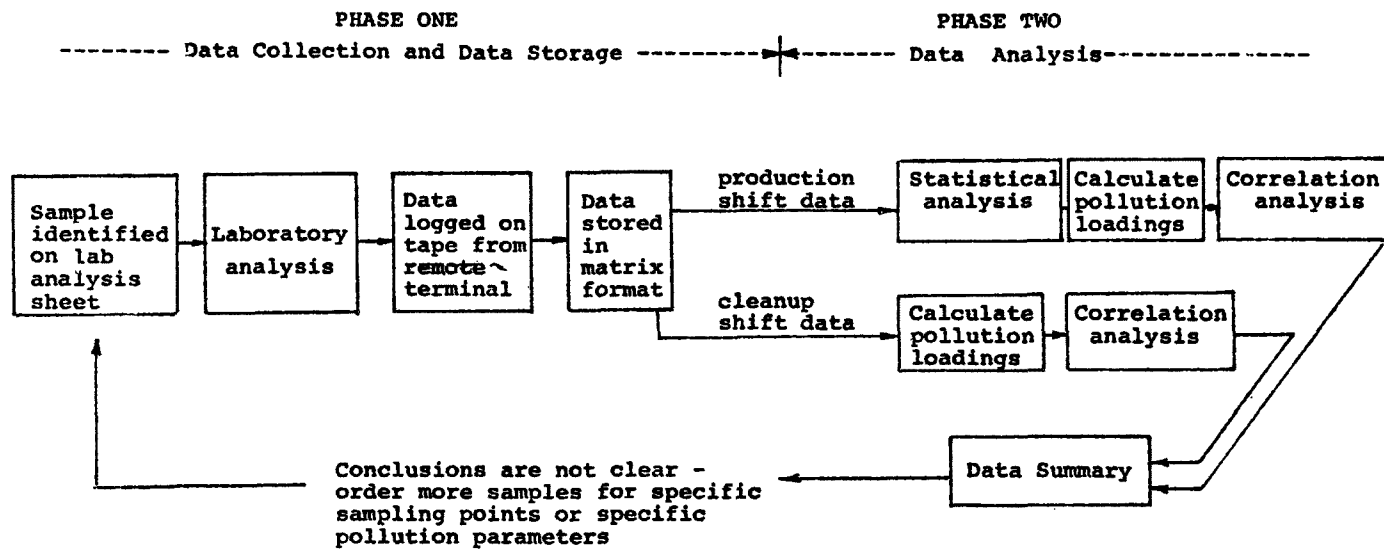 PHASE ONE
PHASE TWO
Data Collection and Data Storage
Data Analysis
Sample
identified
on lab
analysis
sheet
Laboratory
analysis
Data
logged on
tape from
remote
terminal
Data
stored
in
matrix
format
production
shift data
Statistical
analysis
Calculate
pollution
loadings
Correlation
analysis
cleanup
shift data
Calculate
pollution
loadings
Correlation
analysis
Data Summary
Conclusions are not clear -
order more samples for specific
sampling points or specific
pollution parameters